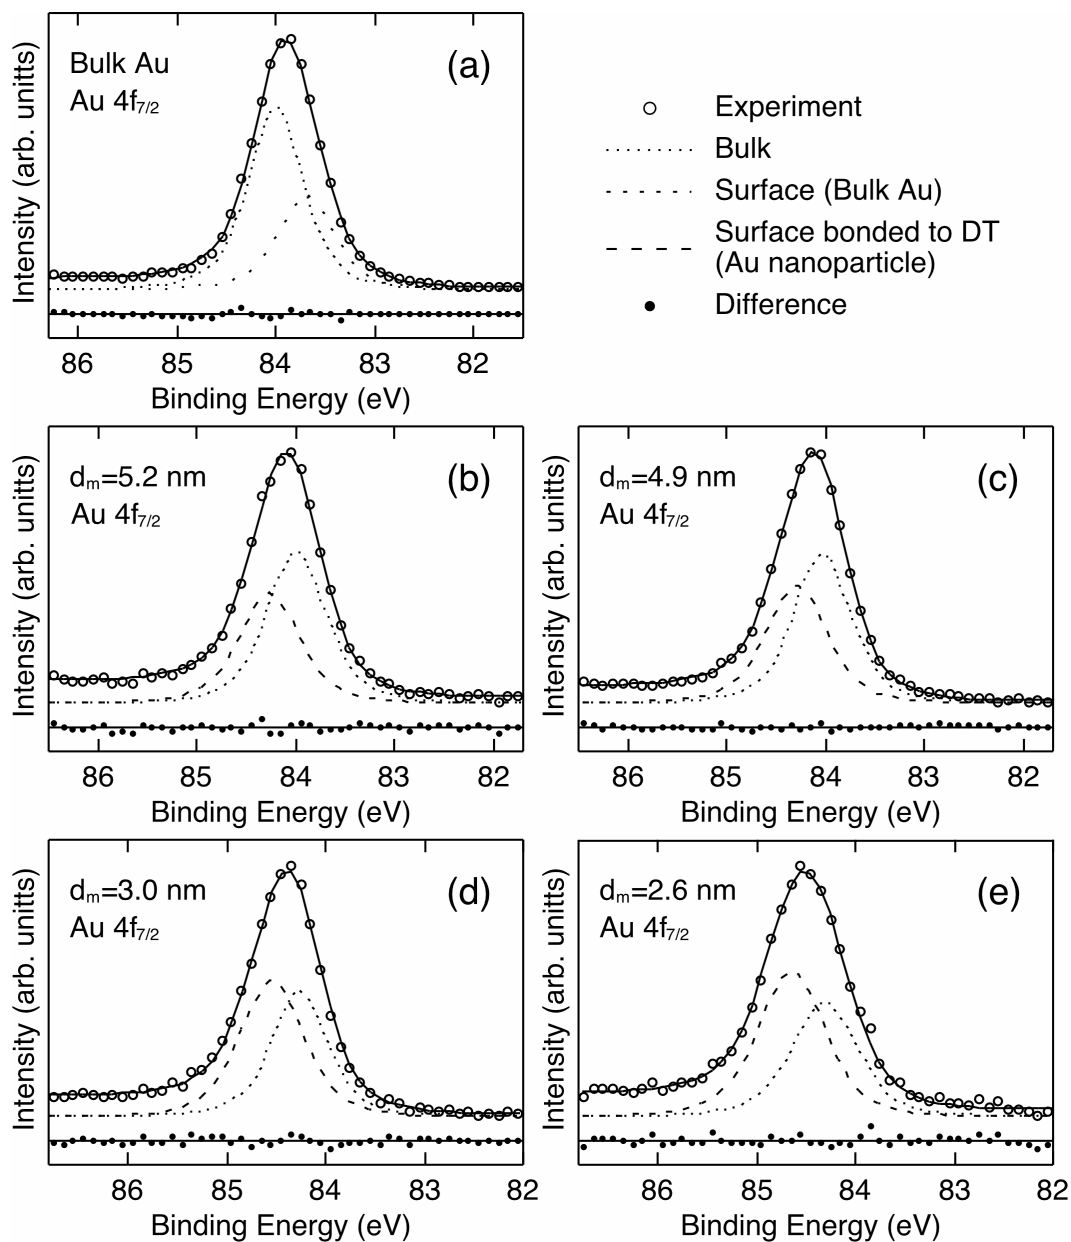 Bulk Au
Au 4f7/2
(a)
Intensity (arb. unitts)
86 85 84 83 82
Binding Energy (eV)
Experiment
Bulk
Surface (Bulk Au)
Surface bonded to DT
(Au nanoparticle)
Difference
dm=5.2 nm
Au 4f7/2
(b)
Intensity (arb. unitts)
86 85 84 83 82
Binding Energy (eV)
dm=4.9 nm
Au 4f7/2
(c)
Intensity (arb. unitts)
86 85 84 83 82
Binding Energy (eV)
dm=3.0 nm
Au 4f7/2
(d)
Intensity (arb. unitts)
86 85 84 83 82
Binding Energy (eV)
dm=2.6 nm
Au 4f7/2
(e)
Intensity (arb. unitts)
86 85 84 83 82
Binding Energy (eV)